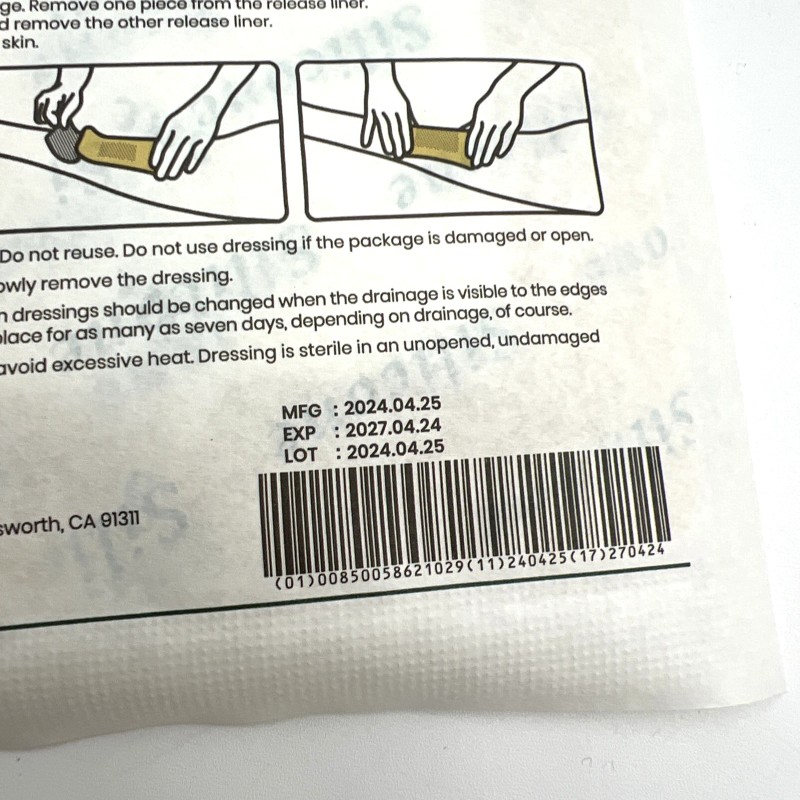 ge. Remove one piece from the release liner.
d remove the other release liner.
skin.
Do not reuse. Do not use dressing if the package is damaged or open.
owly remove the dressing.
n dressings should be changed when the drainage is visible to the edges
place for as many as seven days, depending on drainage, of course.
avoid excessive heat. Dressing is sterile in an unopened, undamaged
MFG : 2024.04.25
EXP : 2027.04.24
LOT : 2024.04.25
sworth, CA 91311
(01)00850058621029(11)240425(17)270424